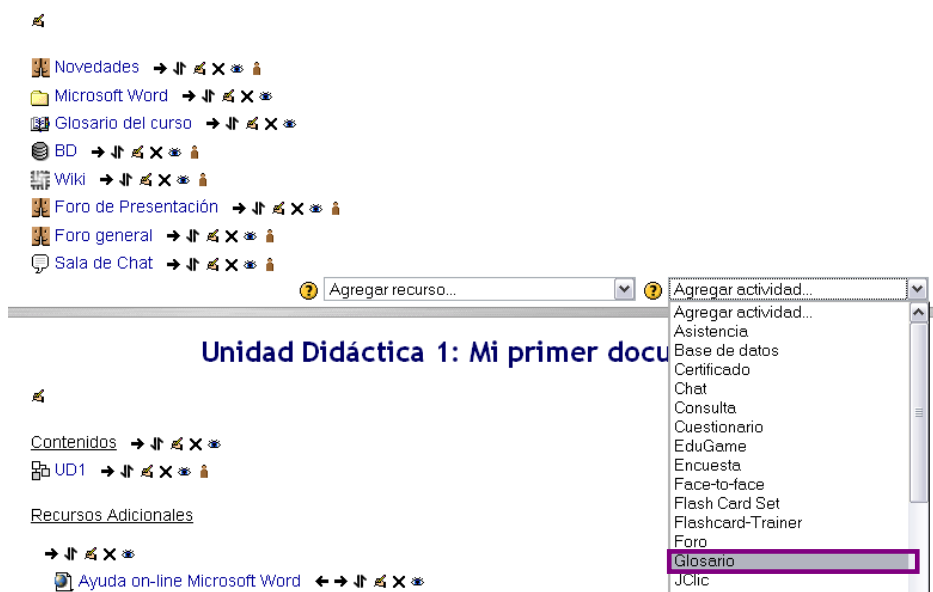 Novedades
Microsoft Word
Glosario del curso
BD
Wiki
Foro de Presentación
Foro general
Sala de Chat
? Agregar recurso... ? Agregar actividad...
Agregar actividad...
Asistencia
Base de datos
Certificado
Chat
Consulta
Cuestionario
EduGame
Encuesta
Face-to-face
Flash Card Set
Flashcard-Trainer
Foro
Glosario
JClic
Unidad Didáctica 1: Mi primer docu
Contenidos
UD1
Recursos Adicionales
Ayuda on-line Microsoft Word